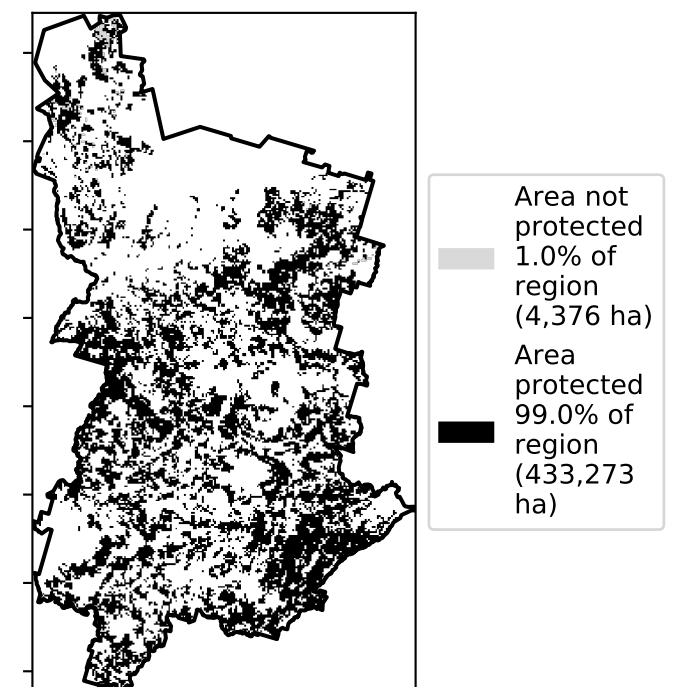 Area not
protected
1.0% of
region
(4,376 ha)
Area
protected
99.0% of
region
(433,273
ha)